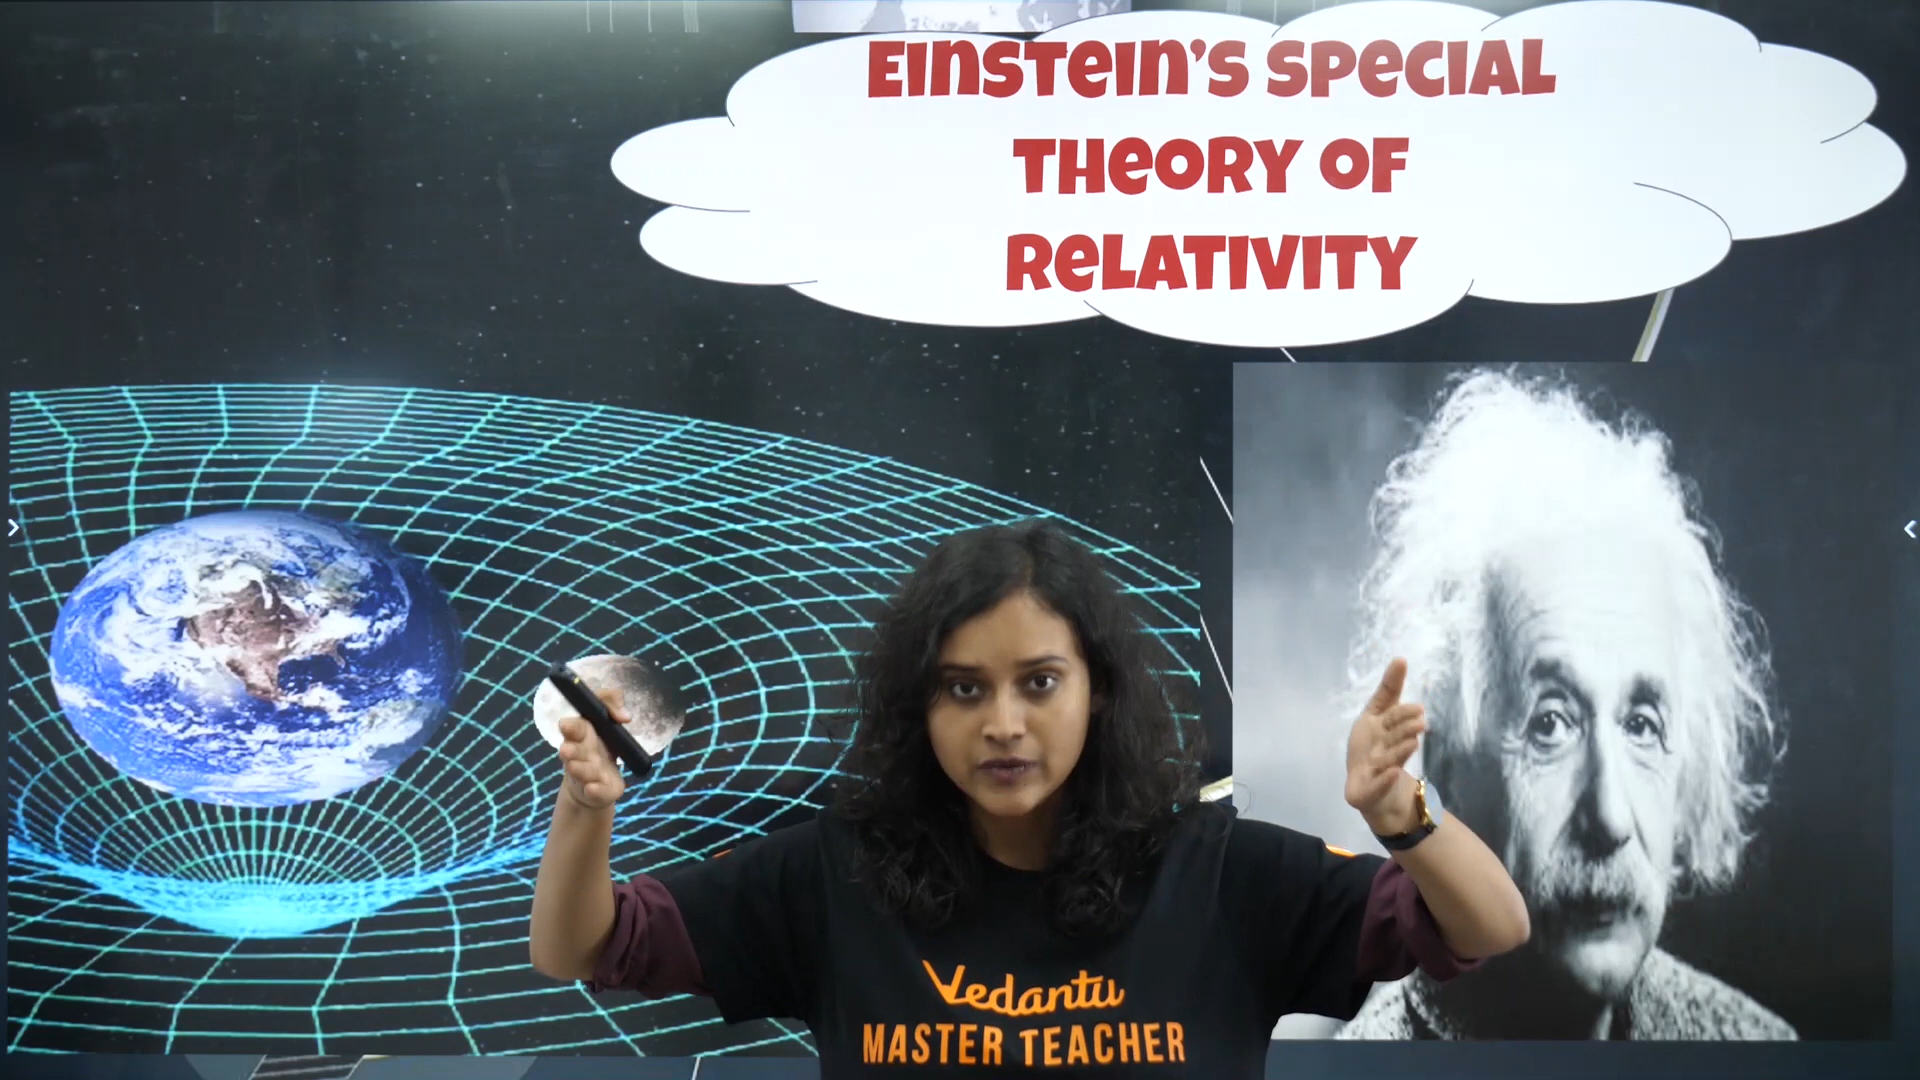 EINSTEIN'S SPECIAL
THEORY OF
RELATIVITY
Vedantu
MASTER TEACHER